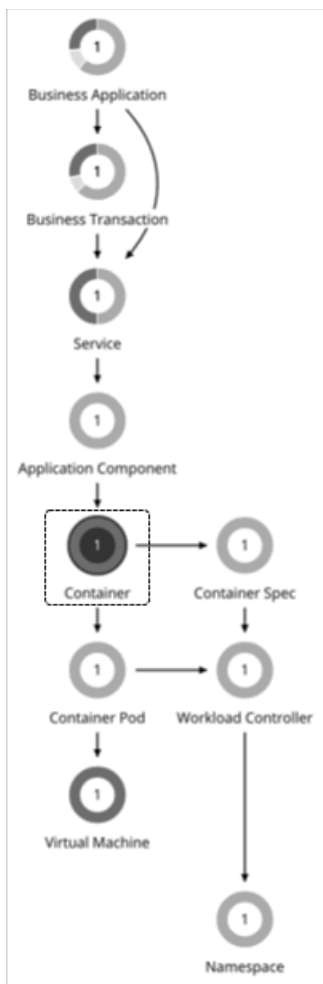 1
Business Application
1
Business Transaction
1
Service
1
Application Component
1
Container
1
Container Spec
1
Container Pod
1
Workload Controller
1
Virtual Machine
1
Namespace